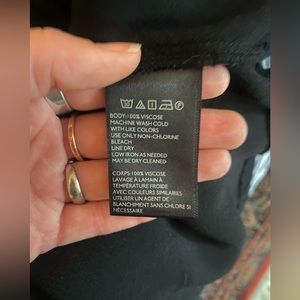 BODY: 100% VISCOSE
MACHINE WASH COLD
WITH LIKE COLORS
USE ONLY NON-CHLORINE
BLEACH
LINE DRY
LOW IRON AS NEEDED
MAY BE DRY CLEANED
CORPS: 100% VISCOSE
LAVAGE À LA MAIN À
TEMPÉRATURE FROIDE
AVEC COULEURS SIMILAIRES
UTILISER UN AGENT DE
BLANCHIMENT SANS CHLORE SI
NÉCESSAIRE